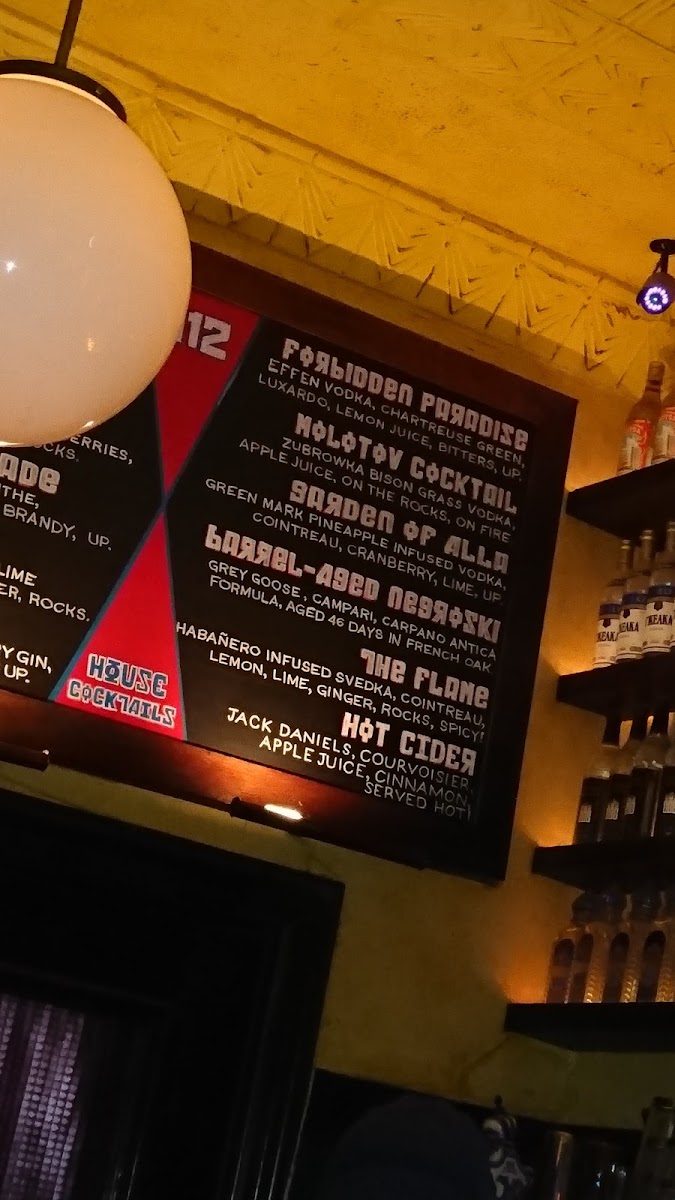 12
ERRIES,
OCKS.
ADE
THE,
BRANDY, UP.
LIME
ER, ROCKS.
RY GIN,
UP.
HOUSE
COCKTAILS
FORBIDDEN PARADISE
EFFEN VODKA, CHARTREUSE GREEN,
LUXARDO, LEMON JUICE, BITTERS, UP.
MOLOTOV COCKTAIL
ZUBROWKA BISON GRASS VODKA,
APPLE JUICE, ON THE ROCKS, ON FIRE
GARDEN OF ALLA
GREEN MARK PINEAPPLE INFUSED VODKA,
COINTREAU, CRANBERRY, LIME, UP.
BARREL-AGED NEGROSKI
GREY GOOSE, CAMPARI, CARPANO ANTICA
FORMULA, AGED 46 DAYS IN FRENCH OAK
THE FLAME
HABAÑERO INFUSED SVEDKA, COINTREAU,
LEMON, LIME, GINGER, ROCKS, SPICY!
HOT CIDER
JACK DANIELS, COURVOISIER,
APPLE JUICE, CINNAMON,
SERVED HOT!